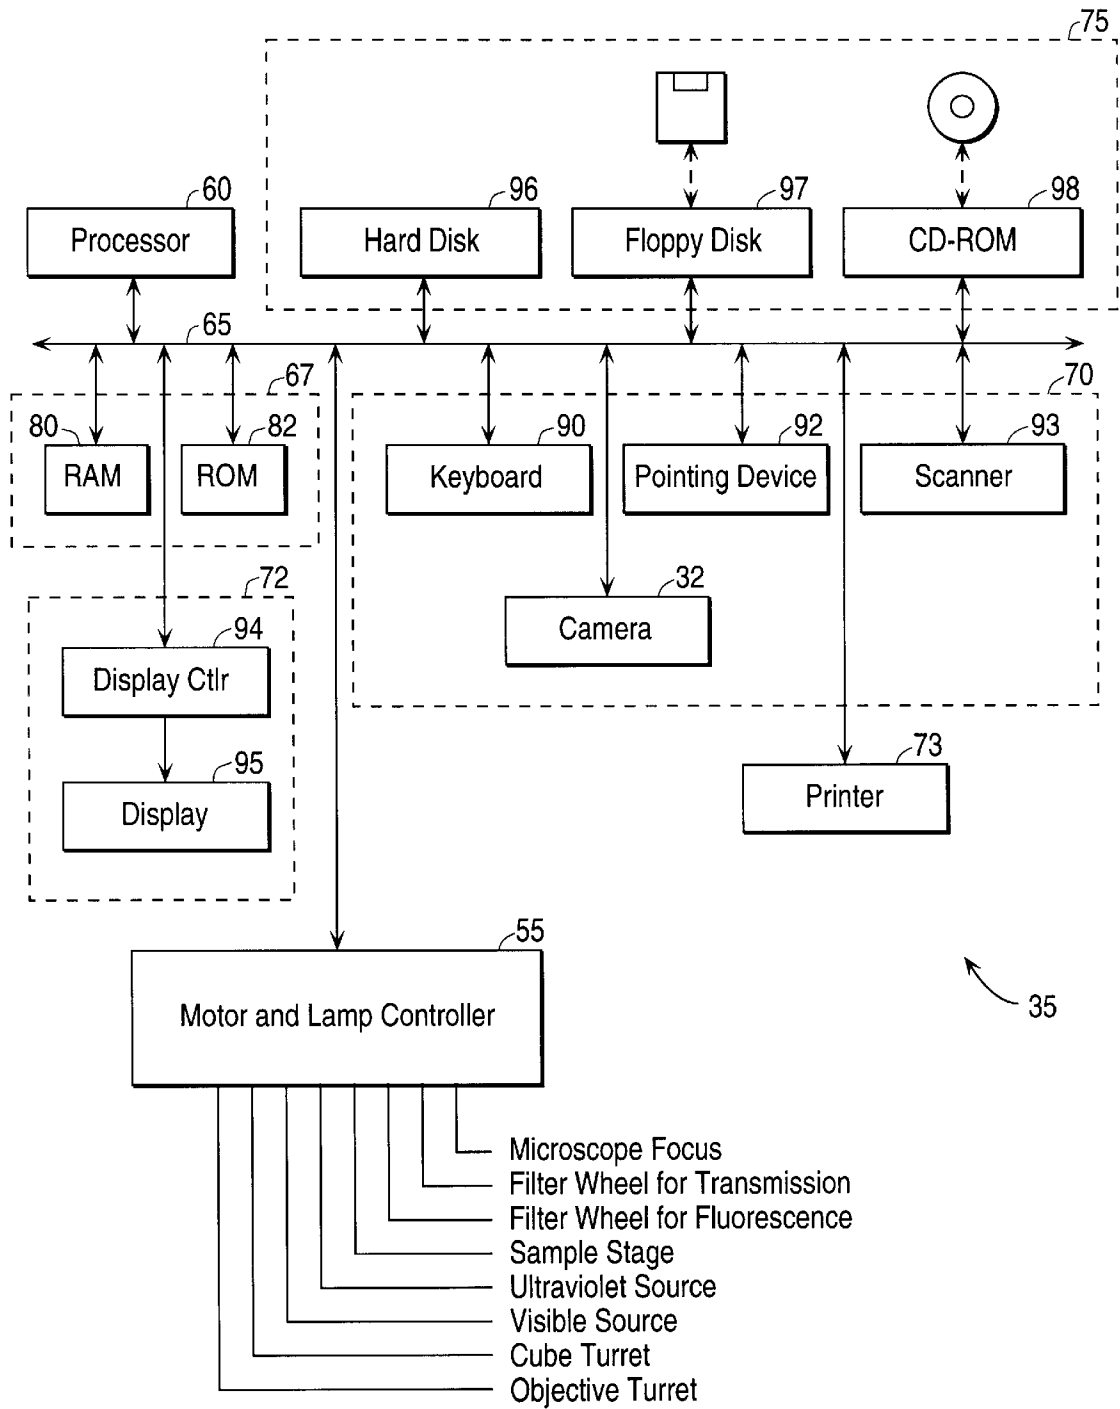 75
60
Processor
96
Hard Disk
97
Floppy Disk
98
CD-ROM
65
67
70
80
RAM
82
ROM
90
Keyboard
92
Pointing Device
93
Scanner
72
32
Camera
94
Display Ctlr
95
Display
73
Printer
55
Motor and Lamp Controller
35
Microscope Focus
Filter Wheel for Transmission
Filter Wheel for Fluorescence
Sample Stage
Ultraviolet Source
Visible Source
Cube Turret
Objective Turret